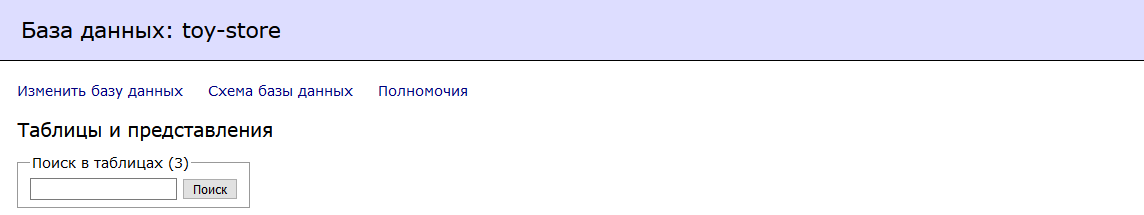 База данных: toy-store
Изменить базу данных Схема базы данных Полномочия
Таблицы и представления
Поиск в таблицах (3)
Поиск